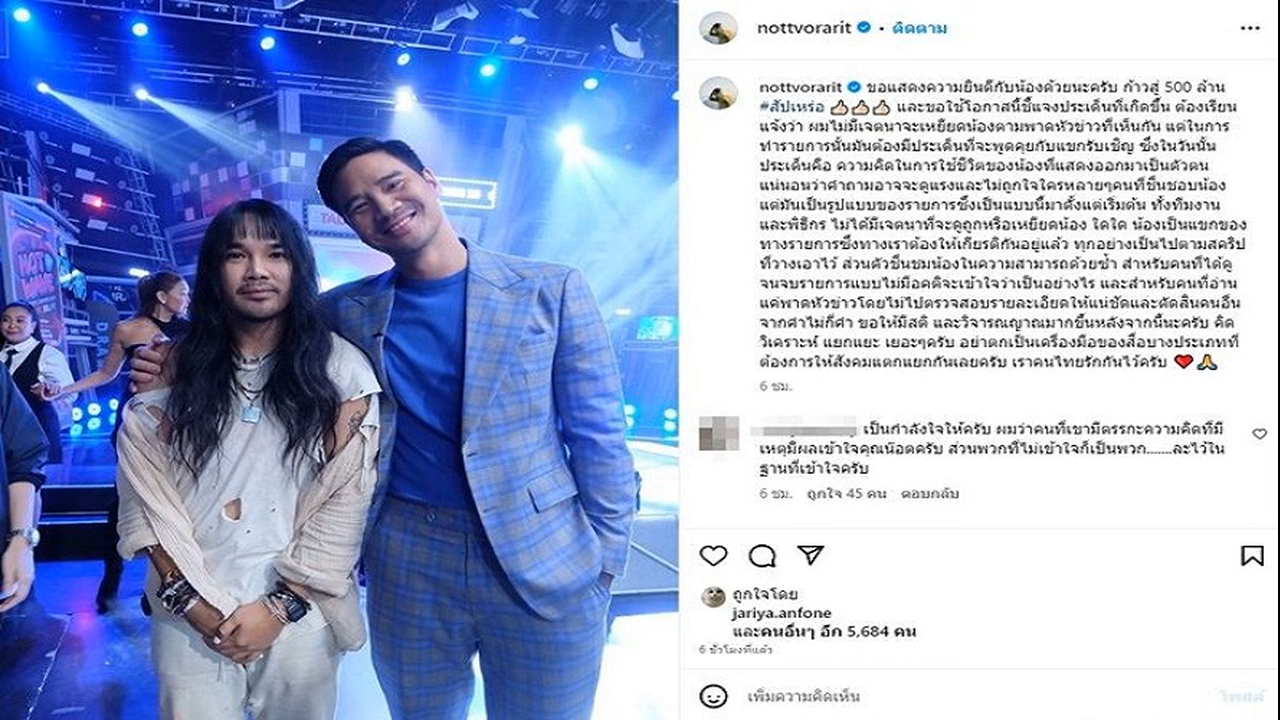 nottvorarit • ติดตาม
nottvorarit ขอแสดงความยินดีกับน้องด้วยนะครับ ก้าวสู่ 500 ล้าน
#สัปเหร่อ 👍🏻👍🏻👍🏻 และขอใช้โอกาสนี้ชี้แจงประเด็นที่เกิดขึ้น ต้องเรียน
แจ้งว่า ผมไม่มีเจตนาจะเหยียดน้องตามพาดหัวข่าวที่เห็นกัน แต่ในการ
ทำรายการนั้นมันต้องมีประเด็นที่จะพูดคุยกับแขกรับเชิญ ซึ่งในวันนั้น
ประเด็นคือ ความคิดในการใช้ชีวิตของน้องที่แสดงออกมาเป็นตัวตน
แน่นอนว่าคำถามอาจจะดูแรงและไม่ถูกใจใครหลายๆคนที่ชื่นชอบน้อง
แต่มันเป็นรูปแบบของรายการซึ่งเป็นแบบนี้มาตั้งแต่เริ่มต้น ทั้งทีมงาน
และพิธีกร ไม่ได้มีเจตนาที่จะดูถูกหรือเหยียดน้อง ใดใด น้องเป็นแขกของ
ทางรายการซึ่งทางเราต้องให้เกียรติกันอยู่แล้ว ทุกอย่างเป็นไปตามสคริป
ที่วางเอาไว้ ส่วนตัวชื่นชมน้องในความสามารถด้วยซ้ำ สำหรับคนที่ได้ดู
จนจบรายการแบบไม่มีอคติจะเข้าใจว่าเป็นอย่างไร และสำหรับคนที่อ่าน
แค่พาดหัวข่าวโดยไม่ไปตรวจสอบรายละเอียดให้แน่ชัดและตัดสินคนอื่น
จากคำไม่กี่คำ ขอให้มีสติ และวิจารณญาณมากขึ้นหลังจากนี้นะครับ คิด
วิเคราะห์ แยกแยะ เยอะๆครับ อย่าตกเป็นเครื่องมือของสื่อบางประเภทที่
ต้องการให้สังคมแตกแยกกันเลยครับ เราคนไทยรักกันไว้ครับ ❤️🙏
6 ชม.
เป็นกำลังใจให้ครับ ผมว่าคนที่เขามีตรรกะความคิดที่มี
เหตุมีผลเข้าใจคุณน๊อตครับ ส่วนพวกที่ไม่เข้าใจก็เป็นพวก.......ละไว้ใน
ฐานที่เข้าใจครับ
6 ชม. ถูกใจ 45 คน ตอบกลับ
ถูกใจโดย
jariya.anfone
และคนอื่นๆ อีก 5,684 คน
6 ชั่วโมงที่แล้ว
เพิ่มความคิดเห็น
โพสต์